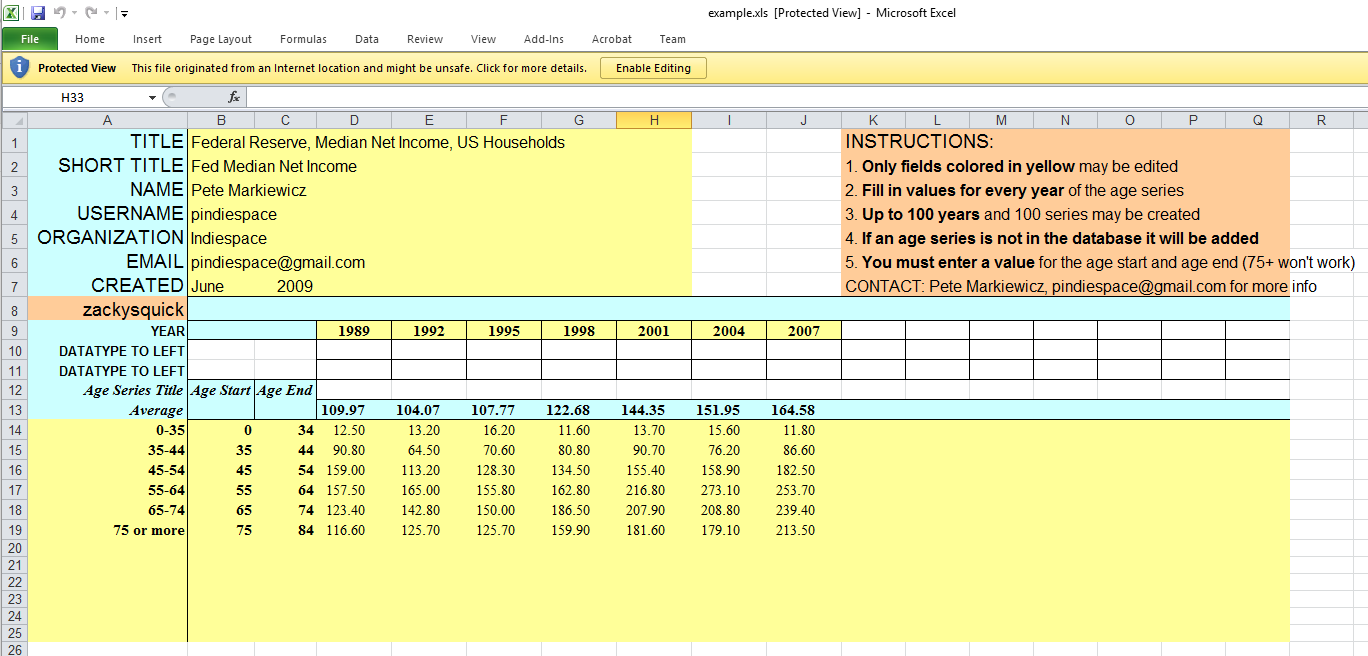 example.xls [Protected View] - Microsoft Excel
File Home Insert Page Layout Formulas Data Review View Add-Ins Acrobat Team
Protected View This file originated from an Internet location and might be unsafe. Click for more details. Enable Editing
H33 fx
A B C D E F G H I J K L M N O P Q R
1 TITLE Federal Reserve, Median Net Income, US Households INSTRUCTIONS:
2 SHORT TITLE Fed Median Net Income 1. Only fields colored in yellow may be edited
3 NAME Pete Markiewicz 2. Fill in values for every year of the age series
4 USERNAME pindiespace 3. Up to 100 years and 100 series may be created
5 ORGANIZATION Indiespace 4. If an age series is not in the database it will be added
6 EMAIL pindiespace@gmail.com 5. You must enter a value for the age start and age end (75+ won't work)
7 CREATED June 2009 CONTACT: Pete Markiewicz, pindiespace@gmail.com for more info
8 zackysquick
9 YEAR 1989 1992 1995 1998 2001 2004 2007
10 DATATYPE TO LEFT
11 DATATYPE TO LEFT
12 Age Series Title Age Start Age End
13 Average 109.97 104.07 107.77 122.68 144.35 151.95 164.58
14 0-35 0 34 12.50 13.20 16.20 11.60 13.70 15.60 11.80
15 35-44 35 44 90.80 64.50 70.60 80.80 90.70 76.20 86.60
16 45-54 45 54 159.00 113.20 128.30 134.50 155.40 158.90 182.50
17 55-64 55 64 157.50 165.00 155.80 162.80 216.80 273.10 253.70
18 65-74 65 74 123.40 142.80 150.00 186.50 207.90 208.80 239.40
19 75 or more 75 84 116.60 125.70 125.70 159.90 181.60 179.10 213.50
20
21
22
23
24
25
26